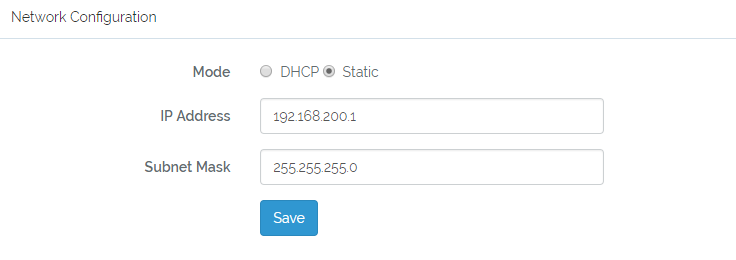 Network Configuration
Mode DHCP Static
IP Address 192.168.200.1
Subnet Mask 255.255.255.0
Save